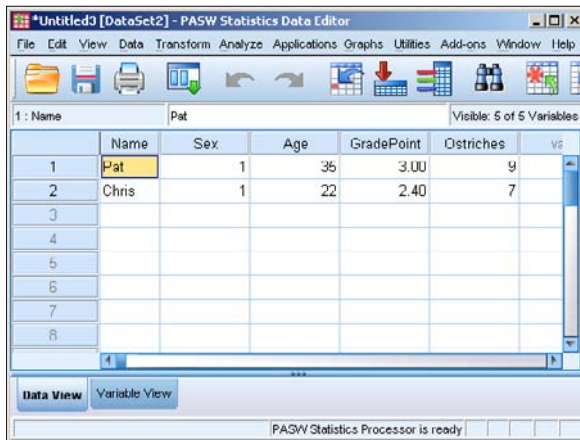 *Untitled3 [DataSet2] - PASW Statistics Data Editor
File Edit View Data Transform Analyze Applications Graphs Utilities Add-ons Window Help
1 : Name Pat Visible: 5 of 5 Variables
Name Sex Age GradePoint Ostriches
1 Pat 1 35 3.00 9
2 Chris 1 22 2.40 7
3
4
5
6
7
8
Data View Variable View
PASW Statistics Processor is ready